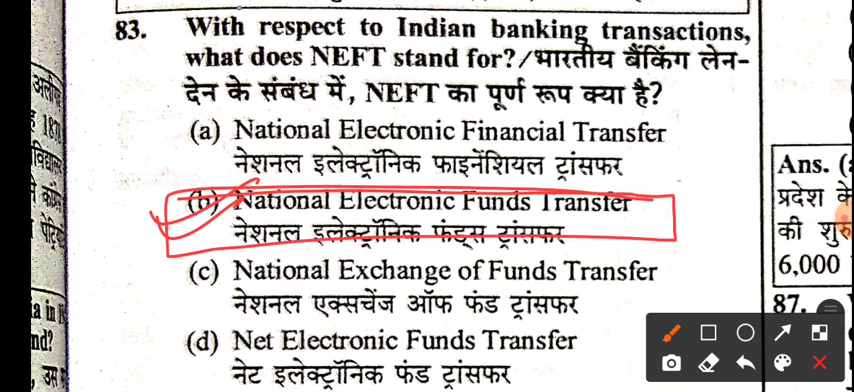 83. With respect to Indian banking transactions,
what does NEFT stand for?/भारतीय बैंकिंग लेन-
देन के संबंध में, NEFT का पूर्ण रूप क्या है?
(a) National Electronic Financial Transfer
नेशनल इलेक्ट्रॉनिक फाइनेंशियल ट्रांसफर
(b) National Electronic Funds Transfer
नेशनल इलेक्ट्रॉनिक फंड्स ट्रांसफर
(c) National Exchange of Funds Transfer
नेशनल एक्सचेंज ऑफ फंड ट्रांसफर
(d) Net Electronic Funds Transfer
नेट इलेक्ट्रॉनिक फंड ट्रांसफर
Ans. (
प्रदेश के
की शुरु
6,000
87.
nd?